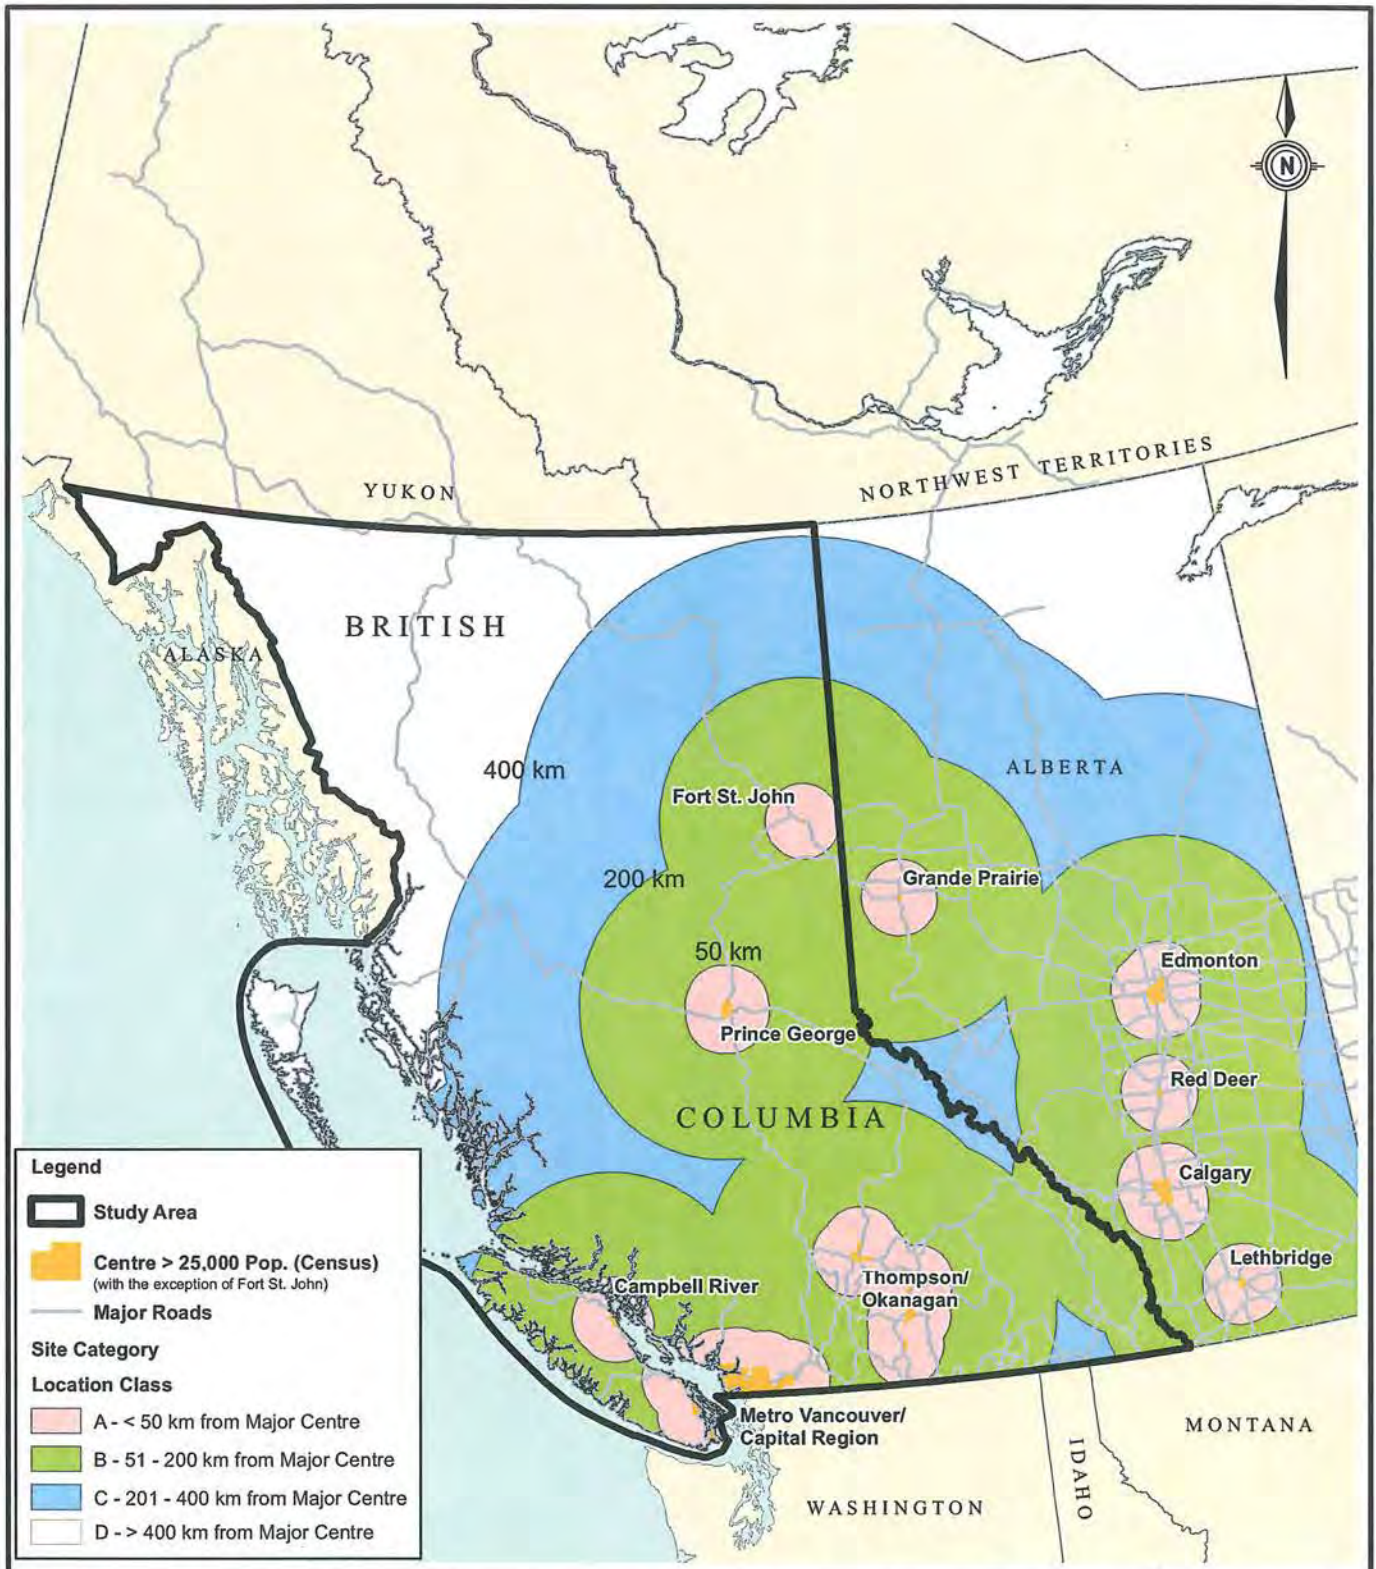 N
YUKON
NORTHWEST TERRITORIES
BRITISH
ALASKA
400 km
ALBERTA
Fort St. John
200 km
Grande Prairie
50 km
Edmonton
Prince George
Red Deer
COLUMBIA
Calgary
Lethbridge
Thompson/
Okanagan
Campbell River
Metro Vancouver/
Capital Region
MONTANA
IDAHO
WASHINGTON
Legend
Study Area
Centre > 25,000 Pop. (Census)
(with the exception of Fort St. John)
Major Roads
Site Category
Location Class
A - < 50 km from Major Centre
B - 51 - 200 km from Major Centre
C - 201 - 400 km from Major Centre
D - > 400 km from Major Centre